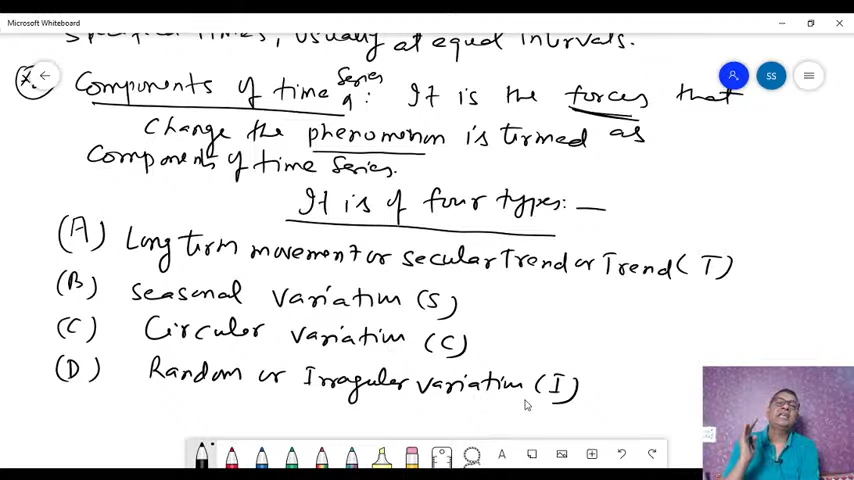 Microsoft Whiteboard
specified times, usually at equal intervals.
Components of time series: It is the forces that
SS
change the phenomenon is termed as
components of time series.
It is of four types:—
(A) Long term movement or secular Trend or Trend (T)
(B) Seasonal variation (S)
(C) Circular variation (C)
(D) Random or Irragular variation (I)
A